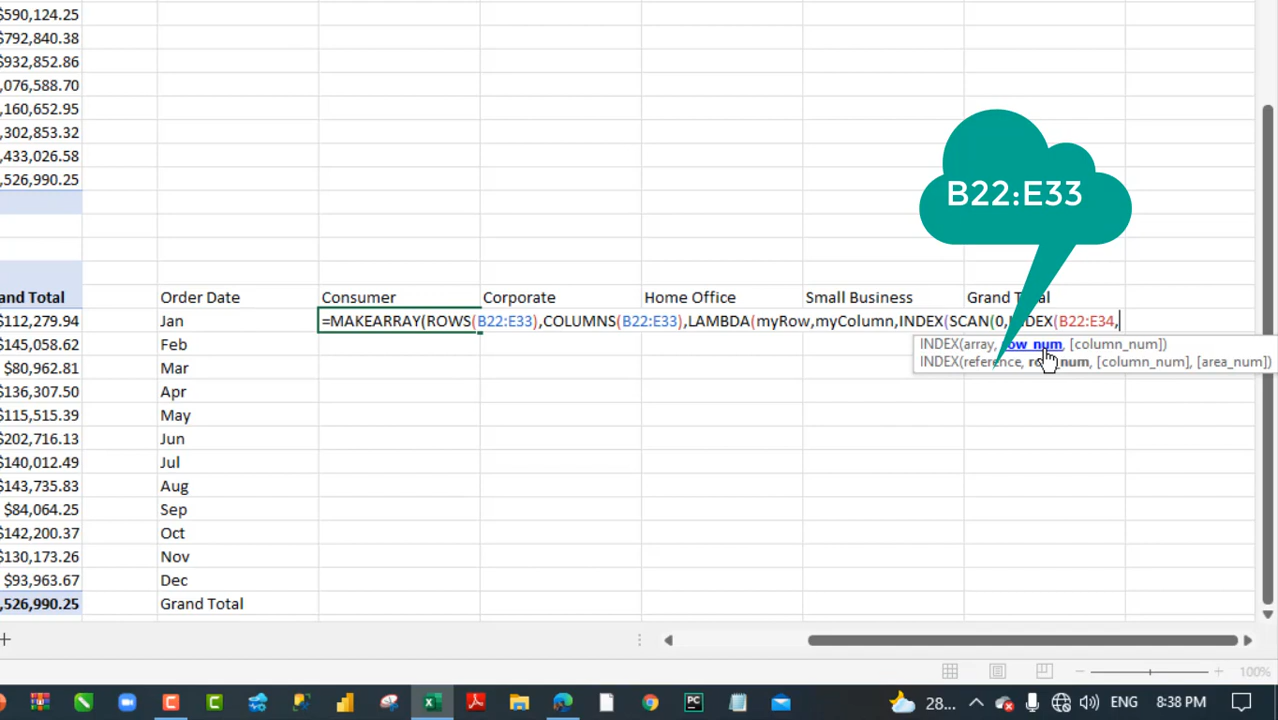 $590,124.25
$792,840.38
$932,852.86
,076,588.70
,160,652.95
,302,853.32
,433,026.58
,526,990.25
B22:E33
and Total
Order Date
Consumer
Corporate
Home Office
Small Business
Grand Total
$112,279.94
Jan
=MAKEARRAY(ROWS(B22:E33),COLUMNS(B22:E33),LAMBDA(myRow,myColumn,INDEX(SCAN(0,INDEX(B22:E34,
$145,058.62
Feb
INDEX(array, row_num, [column_num])
INDEX(reference, row_num, [column_num], [area_num])
$80,962.81
Mar
$136,307.50
Apr
$115,515.39
May
$202,716.13
Jun
$140,012.49
Jul
$143,735.83
Aug
$84,064.25
Sep
$142,200.37
Oct
$130,173.26
Nov
$93,963.67
Dec
,526,990.25
Grand Total
100%
PC
28...
ENG
8:38 PM